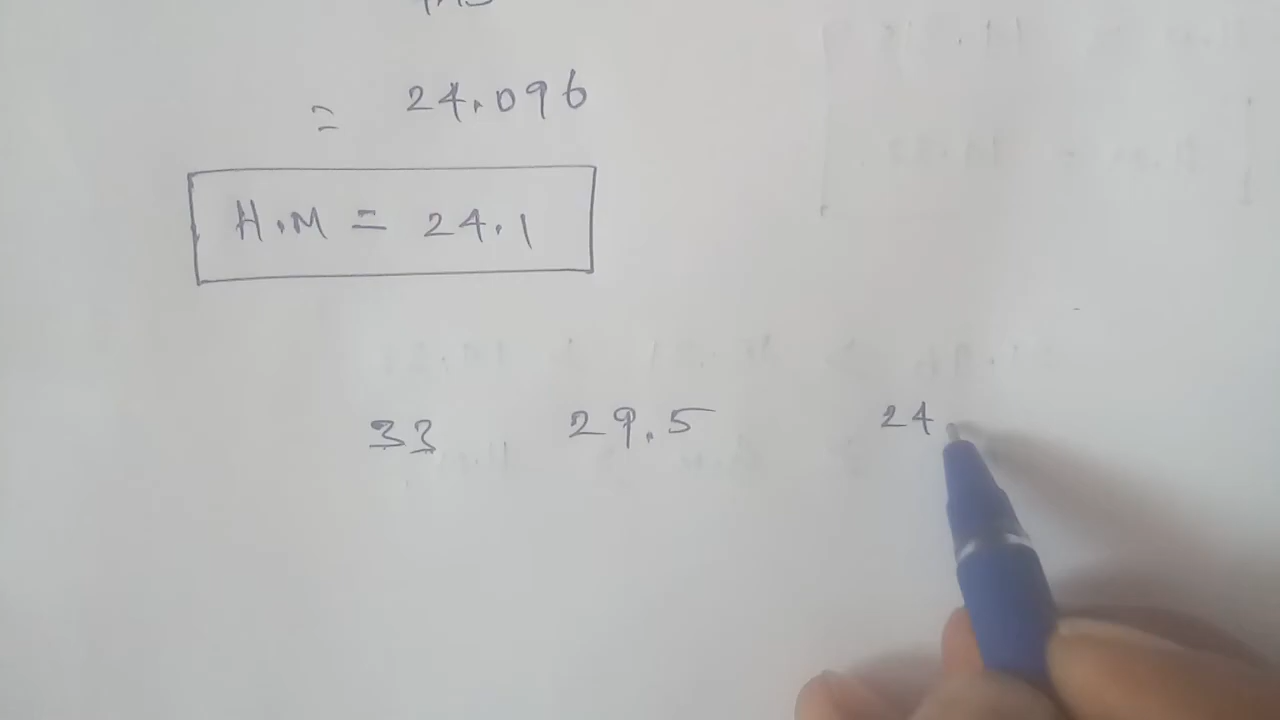 = 24.096
H.M = 24.1
33 29.5 24.